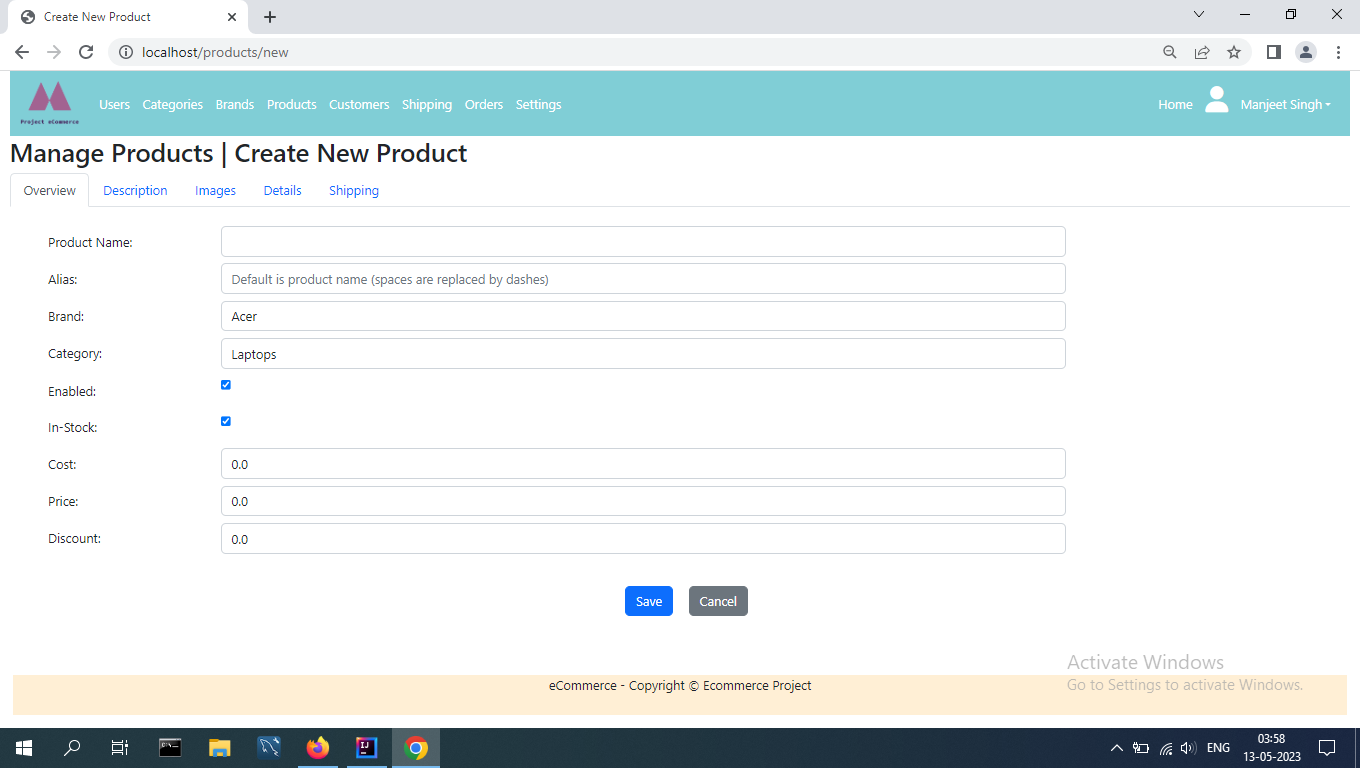 Create New Product
localhost/products/new
Project eCommerce
Users Categories Brands Products Customers Shipping Orders Settings Home Manjeet Singh
Manage Products | Create New Product
Overview Description Images Details Shipping
Product Name:
Alias: Default is product name (spaces are replaced by dashes)
Brand: Acer
Category: Laptops
Enabled:
In-Stock:
Cost: 0.0
Price: 0.0
Discount: 0.0
Save Cancel
Activate Windows
Go to Settings to activate Windows.
eCommerce - Copyright © Ecommerce Project
IJ
ENG
03:58
13-05-2023